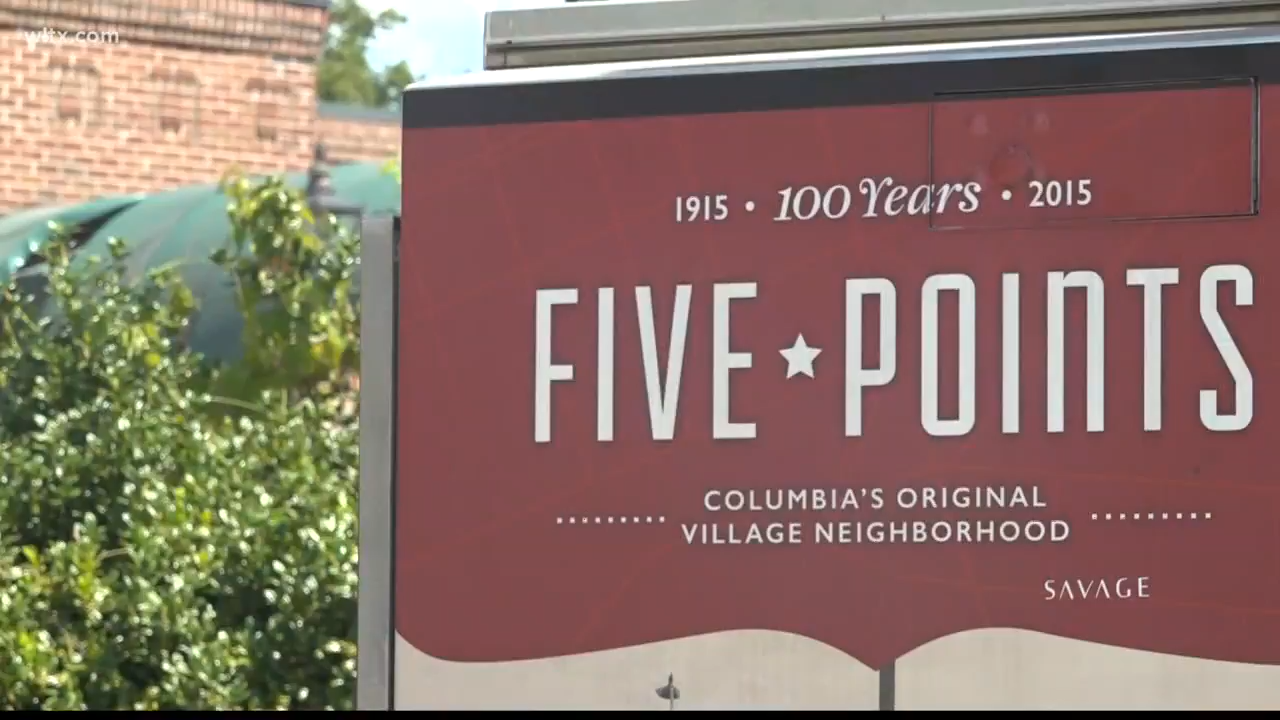 wltx.com
1915 • 100 Years • 2015
FIVE ★ POINTS
COLUMBIA'S ORIGINAL
VILLAGE NEIGHBORHOOD
SAVAGE